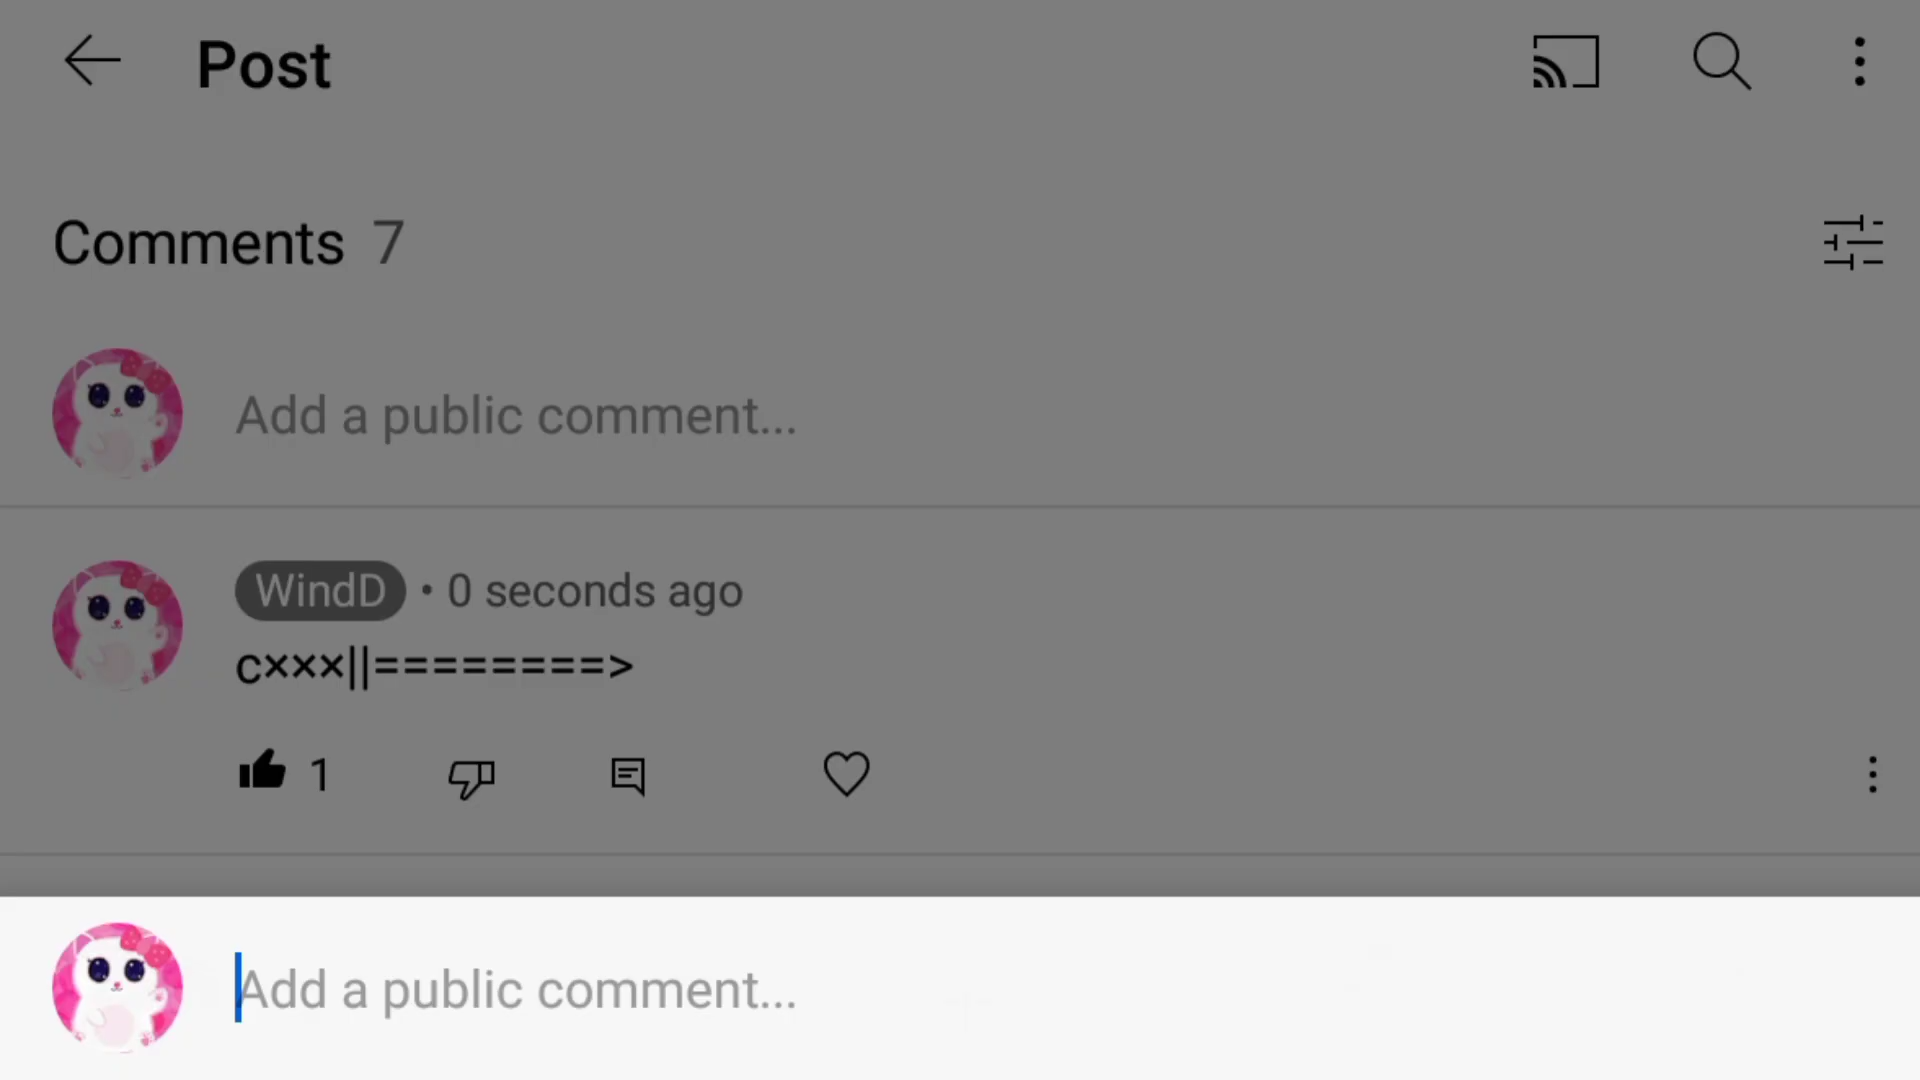 Post
Comments 7
Add a public comment...
WindD • 0 seconds ago
c×××||========>
1
Add a public comment...